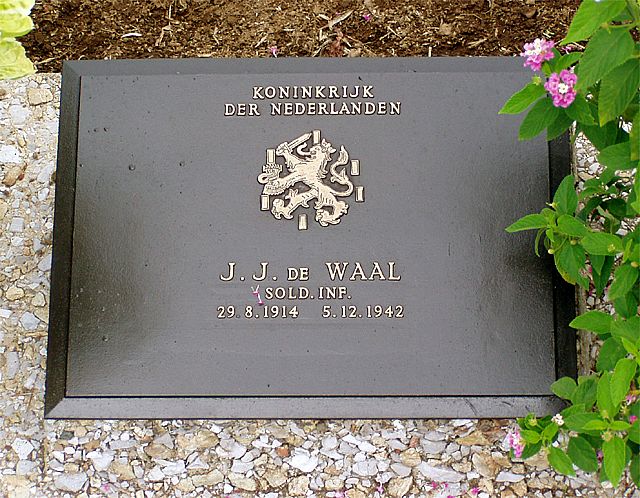 KONINKRIJK
DER NEDERLANDEN
J. J. DE WAAL
SOLD. INF.
29.8.1914 5.12.1942